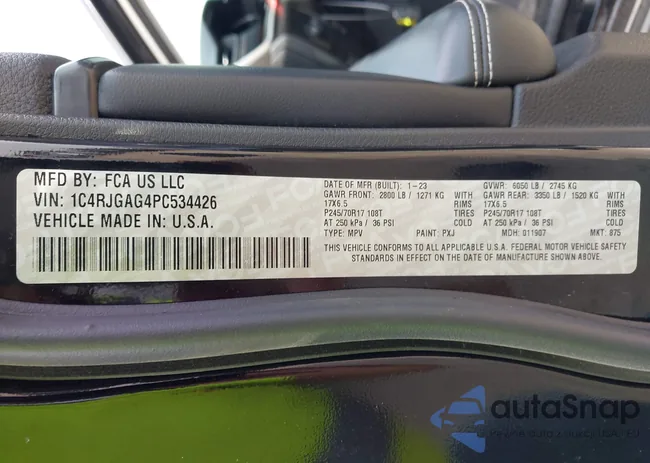 MFD BY: FCA US LLC
VIN: 1C4RJGAG4PC534426
VEHICLE MADE IN: U.S.A.
DATE OF MFR (BUILT): 1-23 GVWR: 6050 LB / 2745 KG
GAWR FRONT: 2800 LB / 1271 KG GAWR REAR: 3350 LB / 1520 KG
17X6.5 RIMS 17X6.5 RIMS
P245/70R17 108T TIRES P245/70R17 108T TIRES
AT 250 kPa / 36 PSI COLD AT 250 kPa / 36 PSI COLD
TYPE: MPV PAINT: PXJ MDH: 011907 MKT: 875
THIS VEHICLE CONFORMS TO ALL APPLICABLE U.S.A. FEDERAL MOTOR VEHICLE SAFETY
STANDARDS IN EFFECT ON THE DATE OF MANUFACTURE SHOWN ABOVE.
autaSnap